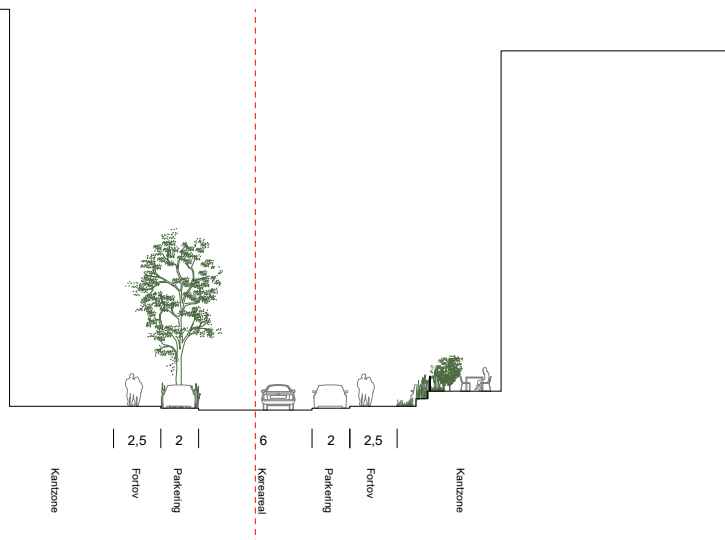 2,5
2
6
2
2,5
Kantzone
Fortov
Parkering
Køreareal
Parkering
Fortov
Kantzone